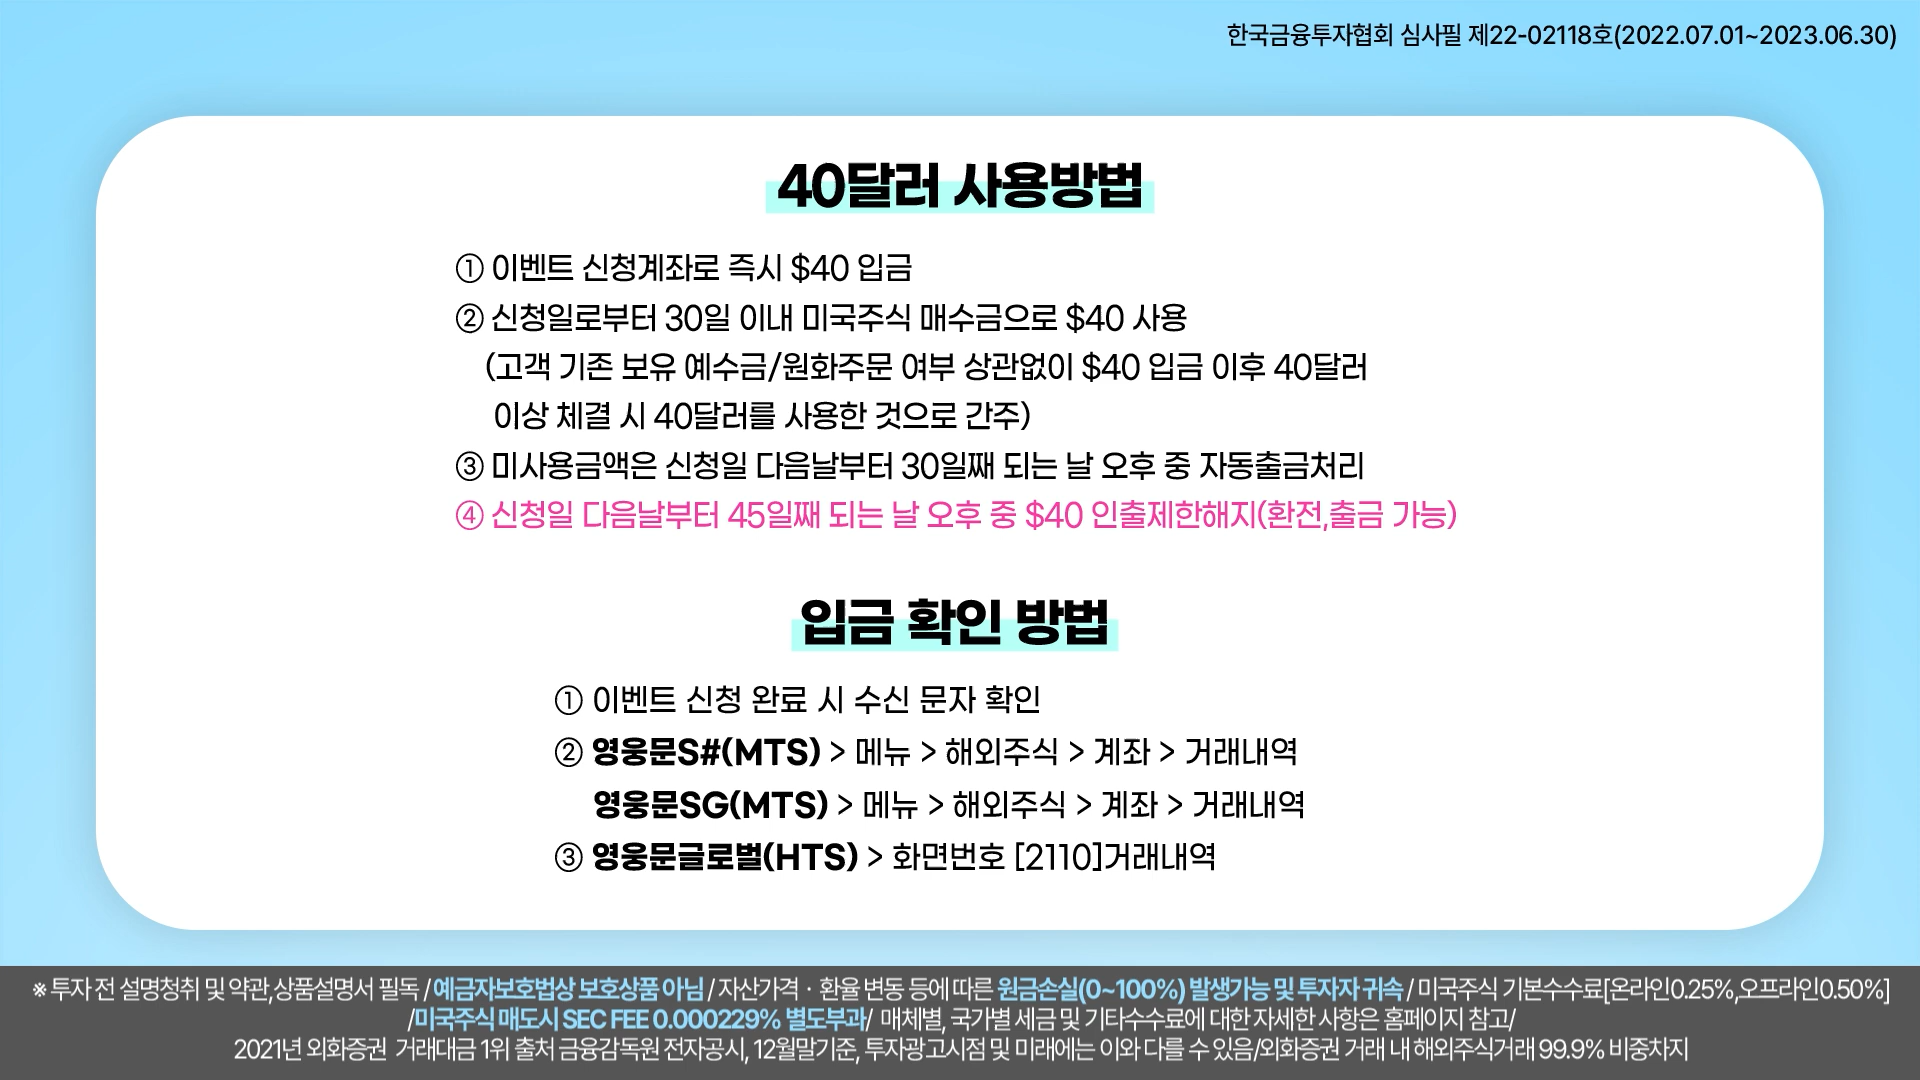 한국금융투자협회 심사필 제22-02118호(2022.07.01~2023.06.30)
40달러 사용방법
① 이벤트 신청계좌로 즉시 $40 입금
② 신청일로부터 30일 이내 미국주식 매수금으로 $40 사용
(고객 기존 보유 예수금/원화주문 여부 상관없이 $40 입금 이후 40달러
이상 체결 시 40달러를 사용한 것으로 간주)
③ 미사용금액은 신청일 다음날부터 30일째 되는 날 오후 중 자동출금처리
④ 신청일 다음날부터 45일째 되는 날 오후 중 $40 인출제한해지(환전,출금 가능)
입금 확인 방법
① 이벤트 신청 완료 시 수신 문자 확인
② 영웅문S#(MTS) > 메뉴 > 해외주식 > 계좌 > 거래내역
영웅문SG(MTS) > 메뉴 > 해외주식 > 계좌 > 거래내역
③ 영웅문글로벌(HTS) > 화면번호 [2110]거래내역
※ 투자 전 설명청취 및 약관,상품설명서 필독 / 예금자보호법상 보호상품 아님 / 자산가격 · 환율 변동 등에 따른 원금손실(0~100%) 발생가능 및 투자자 귀속 / 미국주식 기본수수료[온라인0.25%,오프라인0.50%]
/미국주식 매도시 SEC FEE 0.000229% 별도부과/ 매체별, 국가별 세금 및 기타수수료에 대한 자세한 사항은 홈페이지 참고/
2021년 외화증권 거래대금 1위 출처 금융감독원 전자공시, 12월말기준, 투자광고시점 및 미래에는 이와 다를 수 있음/외화증권 거래 내 해외주식거래 99.9% 비중차지